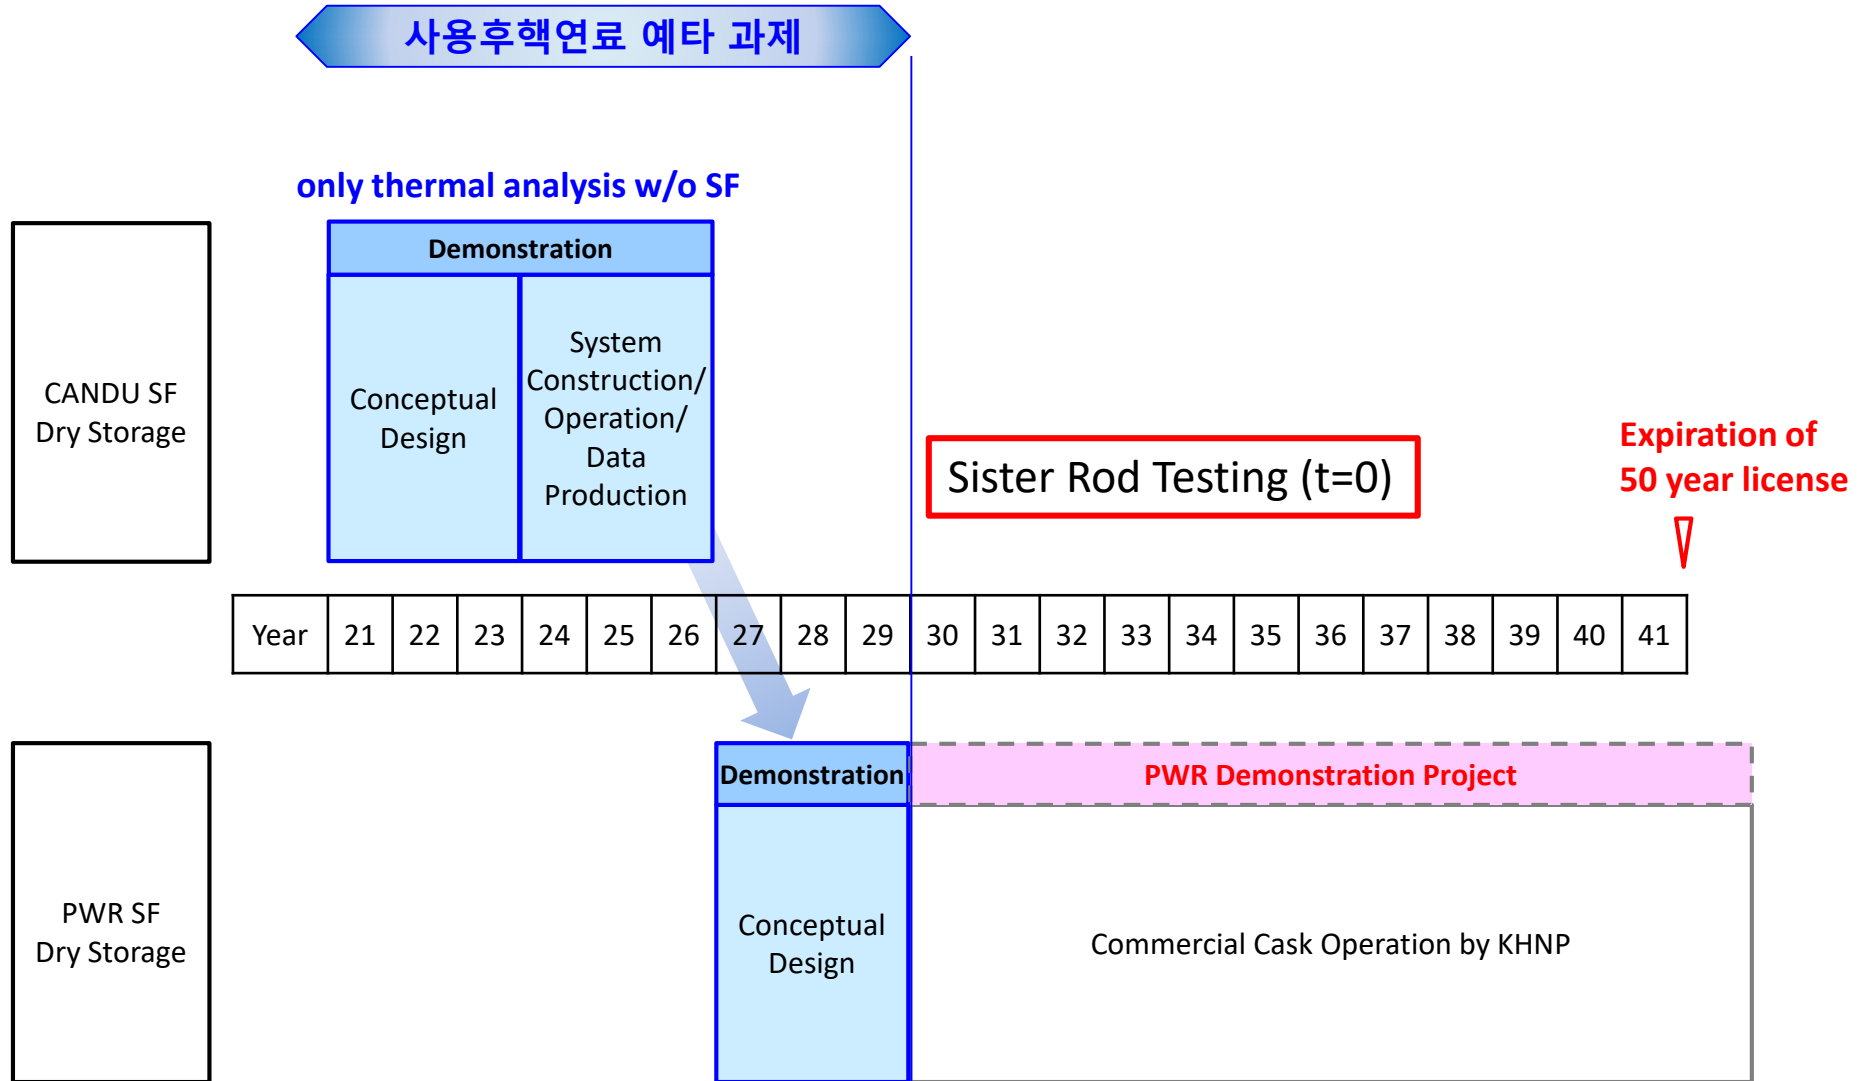 사용후핵연료 예타 과제
only thermal analysis w/o SF
CANDU SF
Dry Storage
Demonstration
Conceptual
Design
System
Construction/
Operation/
Data
Production
Sister Rod Testing (t=0)
Expiration of
50 year license
Year 21 22 23 24 25 26 27 28 29 30 31 32 33 34 35 36 37 38 39 40 41
PWR SF
Dry Storage
Demonstration
Conceptual
Design
PWR Demonstration Project
Commercial Cask Operation by KHNP